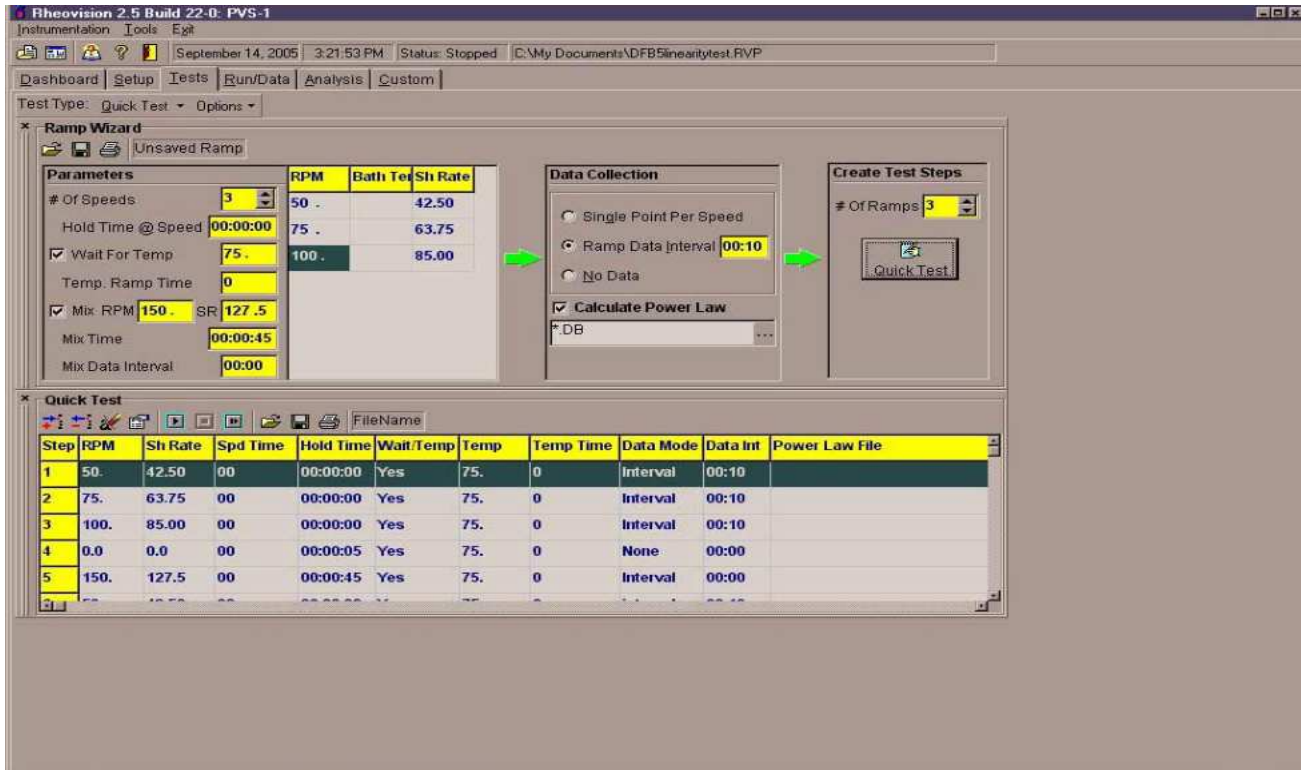 Rheovision 2.5 Build 22-0: PVS-1
Instrumentation Tools Exit
September 14, 2005 3:21:53 PM Status: Stopped C:\My Documents\DFB5linearitytest.RVP
Dashboard Setup Tests Run/Data Analysis Custom
Test Type: Quick Test Options
Ramp Wizard
Unsaved Ramp
Parameters
# Of Speeds 3
Hold Time @ Speed 00:00:00
Wait For Temp 75.
Temp. Ramp Time 0
Mix RPM 150. SR 127.5
Mix Time 00:00:45
Mix Data Interval 00:00
RPM Bath Ter Sh Rate
50. 42.50
75. 63.75
100. 85.00
Data Collection
Single Point Per Speed
Ramp Data Interval 00:10
No Data
Calculate Power Law
*.DB ...
Create Test Steps
# Of Ramps 3
Quick Test
Quick Test
FileName
Step RPM Sh Rate Spd Time Hold Time Wait/Temp Temp Temp Time Data Mode Data Int Power Law File
1 50. 42.50 00 00:00:00 Yes 75. 0 Interval 00:10
2 75. 63.75 00 00:00:00 Yes 75. 0 Interval 00:10
3 100. 85.00 00 00:00:00 Yes 75. 0 Interval 00:10
4 0.0 0.0 00 00:00:05 Yes 75. 0 None 00:00
5 150. 127.5 00 00:00:45 Yes 75. 0 Interval 00:00